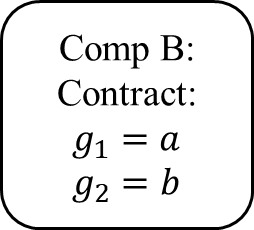 Comp B:
Contract:
g₁ = a
g₂ = b